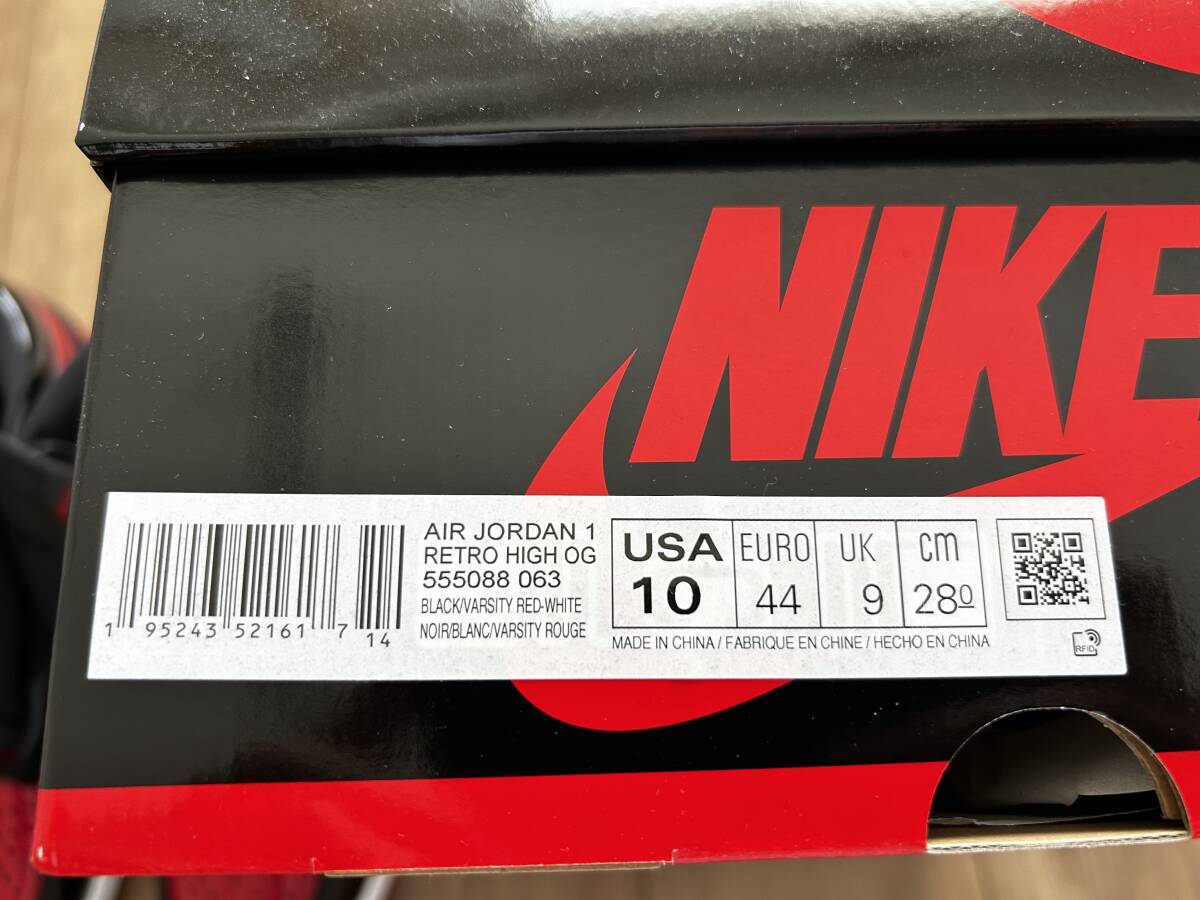 NIKE
AIR JORDAN 1
RETRO HIGH OG
555088 063
BLACK/VARSITY RED-WHITE
NOIR/BLANC/VARSITY ROUGE
1 95243 52161 7 14
USA EURO UK cm
10 44 9 280
MADE IN CHINA / FABRIQUE EN CHINE / HECHO EN CHINA
RFID